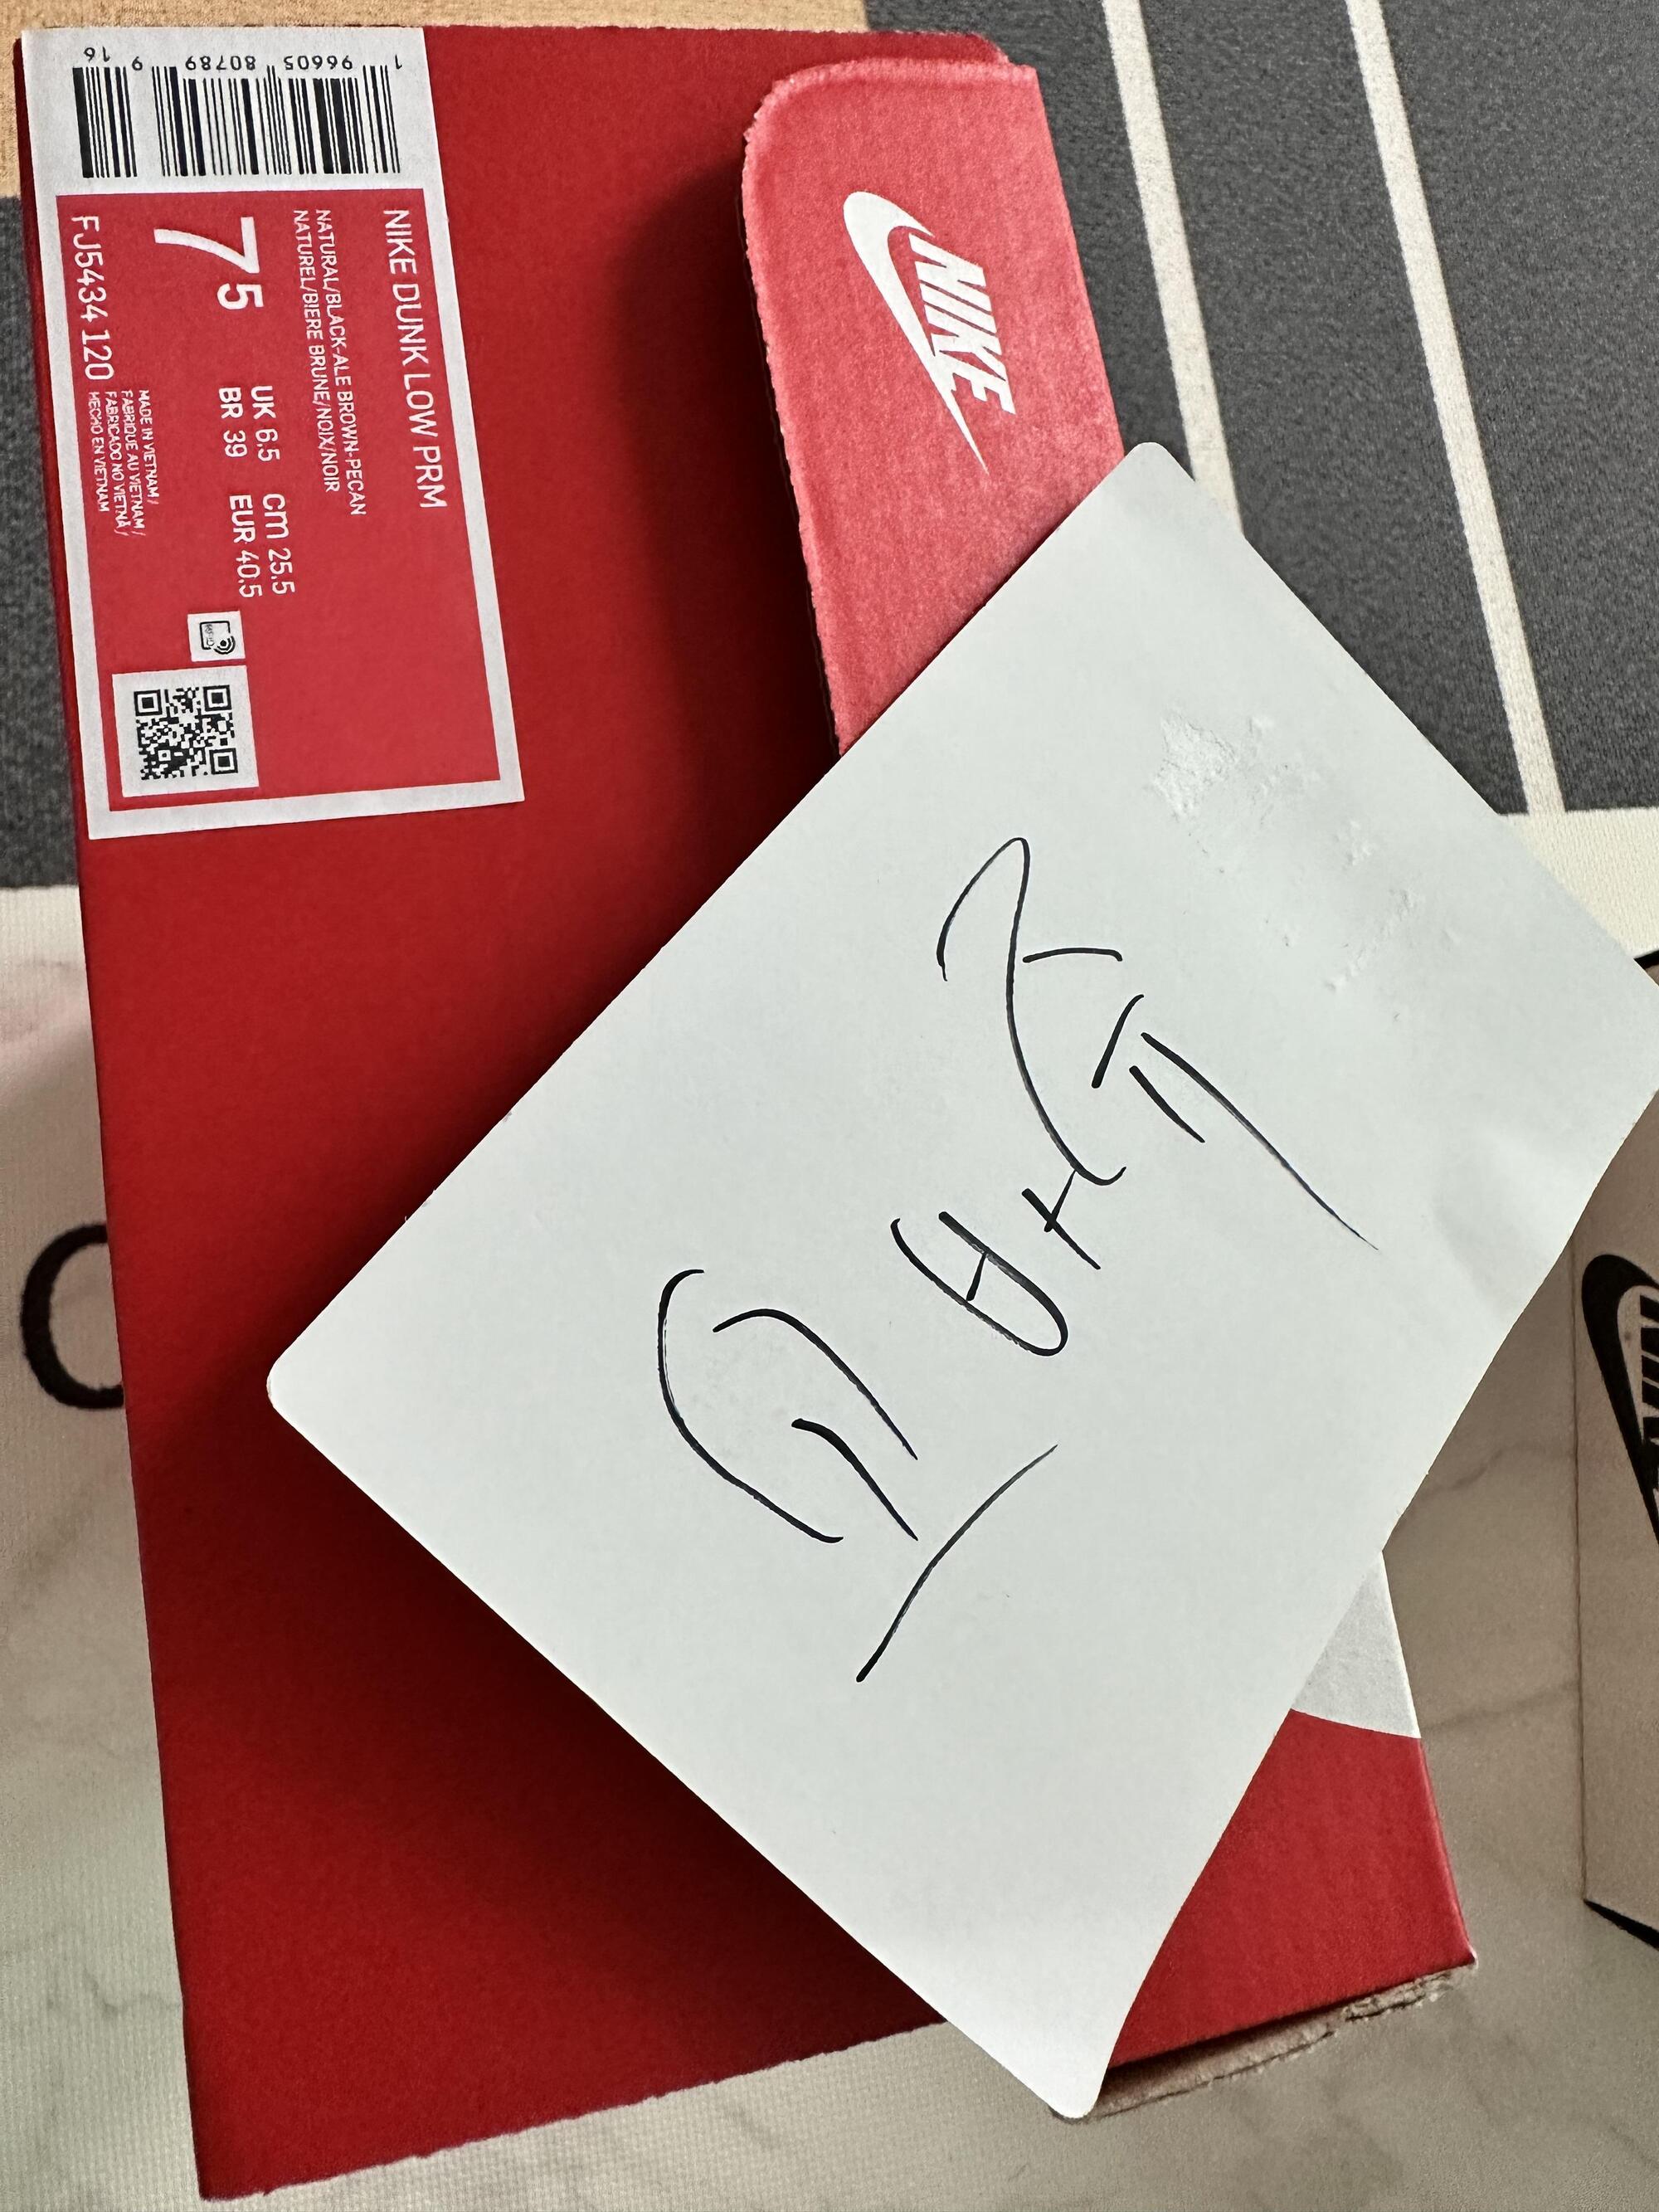 1 96605 80789 9 16
NIKE DUNK LOW PRM
NATURAL/BLACK-ALE BROWN-PECAN
NATUREL/BIERE BRUNE/NOIX/NOIR
7.5
UK 6,5 cm 25,5
BR 39 EUR 40,5
FJ5434 120
MADE IN VIETNAM/
FABRIQUE AU VIETNAM/
FABRICADO NO VIETNÃ/
HECHO EN VIETNAM
NIKE